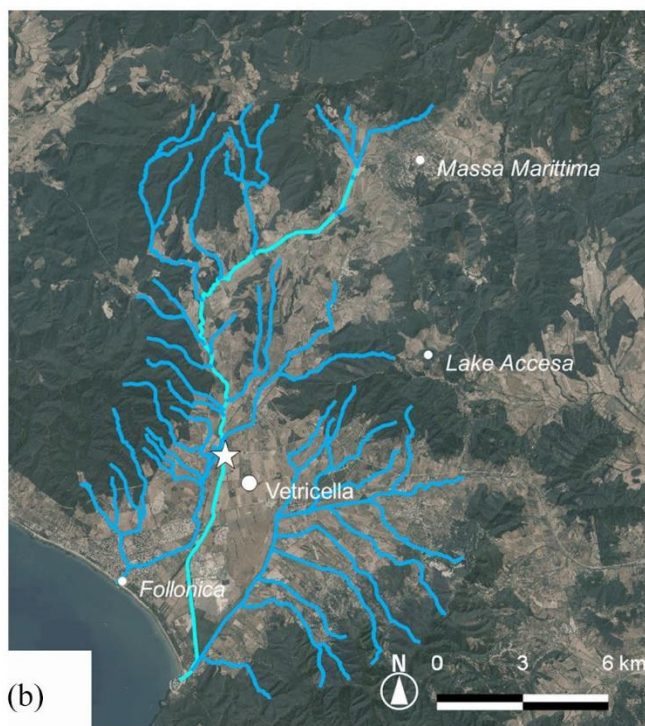 Massa Marittima
Lake Accesa
Vetricella
Follonica
N
0 3 6 km
(b)